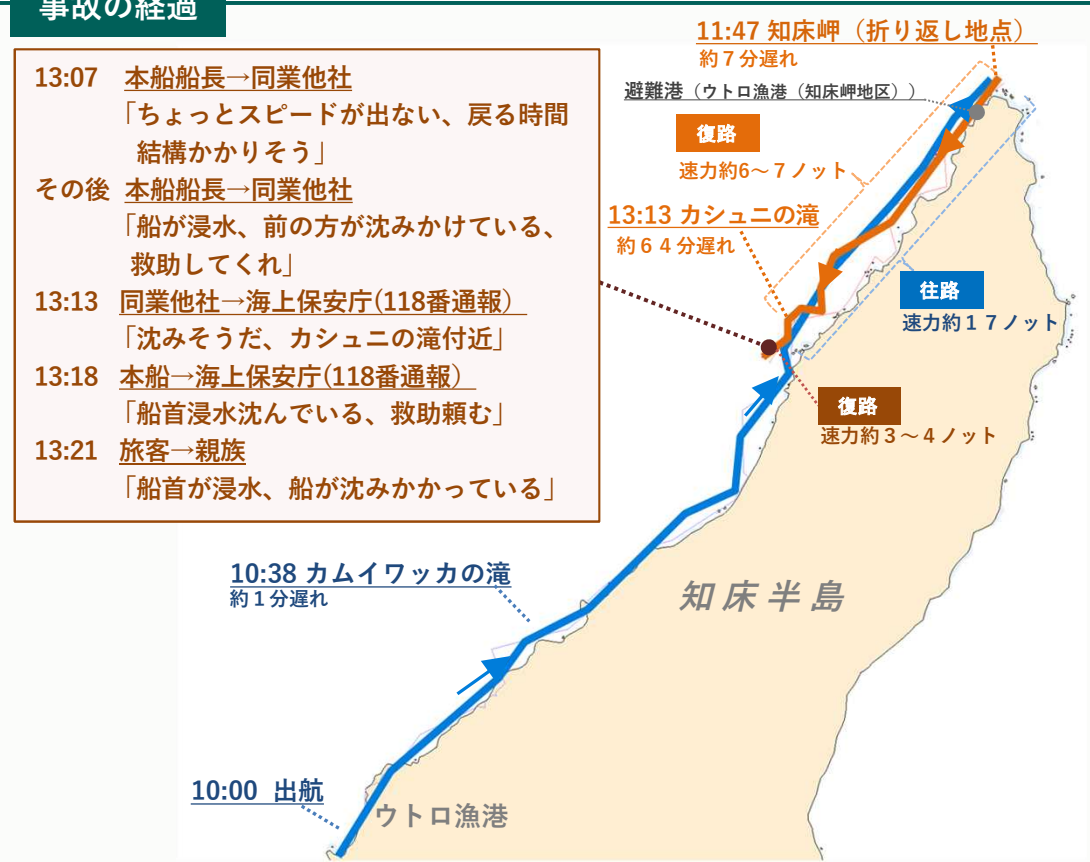 事故の経過
13:07 本船船長→同業他社
「ちょっとスピードが出ない、戻る時間
結構かかりそう」
その後 本船船長→同業他社
「船が浸水、前の方が沈みかけている、
救助してくれ」
13:13 同業他社→海上保安庁(118番通報）
「沈みそうだ、カシュニの滝付近」
13:18 本船→海上保安庁(118番通報）
「船首浸水沈んでいる、救助頼む」
13:21 旅客→親族
「船首が浸水、船が沈みかかっている」
11:47 知床岬（折り返し地点）
約７分遅れ
避難港（ウトロ漁港（知床岬地区））
復路
速力約6～７ノット
13:13 カシュニの滝
約６４分遅れ
往路
速力約１７ノット
復路
速力約３～４ノット
10:38 カムイワッカの滝
約１分遅れ
知床半島
10:00 出航
ウトロ漁港